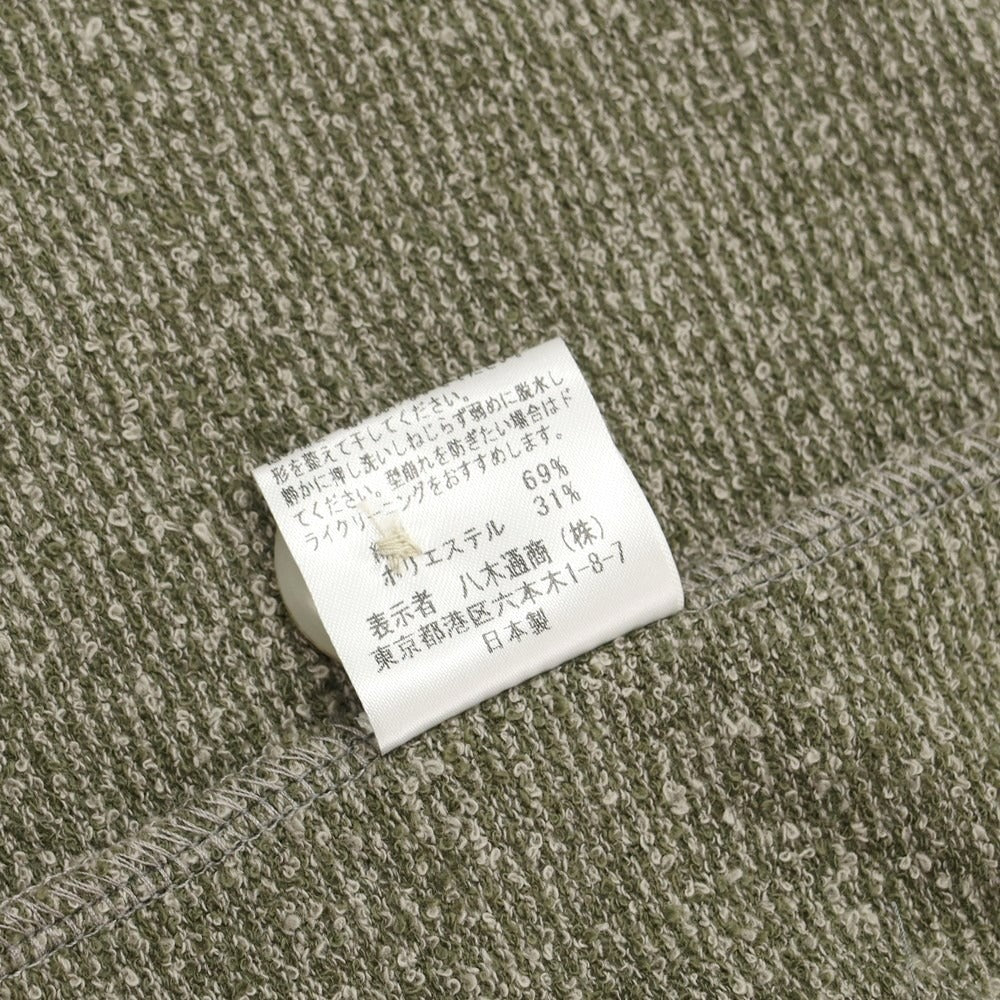 形を整えて干してください。
静かに押し洗いしねじらず弱めに脱水し
てください。型崩れを防ぎたい場合はド
ライクリーニングをおすすめします。
69%
ポリエステル 31%
表示者 八木通商(株)
東京都港区六本木1-8-7
日本製